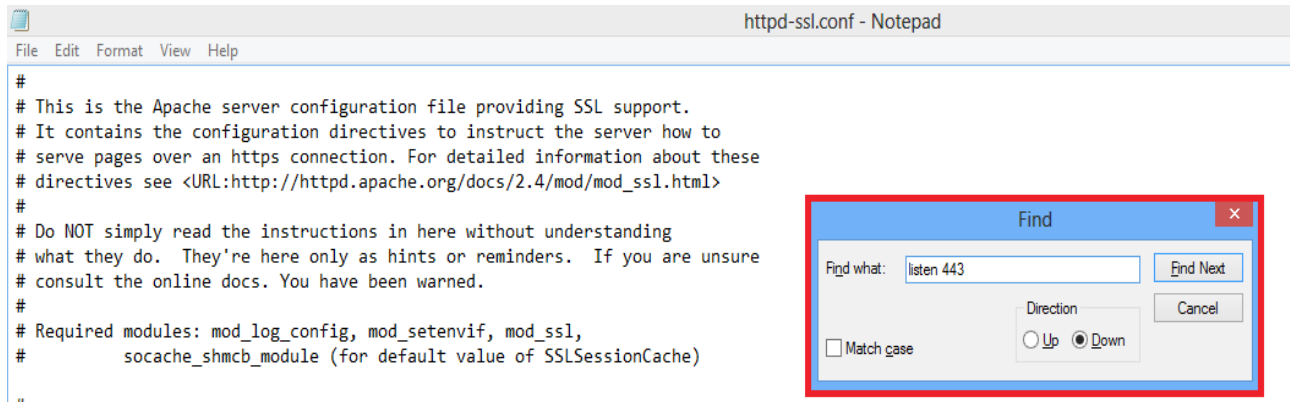 httpd-ssl.conf - Notepad
File Edit Format View Help
#
# This is the Apache server configuration file providing SSL support.
# It contains the configuration directives to instruct the server how to
# serve pages over an https connection. For detailed information about these
# directives see <URL:http://httpd.apache.org/docs/2.4/mod/mod_ssl.html>
#
# Do NOT simply read the instructions in here without understanding
# what they do.  They're here only as hints or reminders.  If you are unsure
# consult the online docs. You have been warned.
#
# Required modules: mod_log_config, mod_setenvif, mod_ssl,
#          socache_shmcb_module (for default value of SSLSessionCache)
#
Find
Find what: listen 443 Find Next
Direction Cancel
Match case Up Down